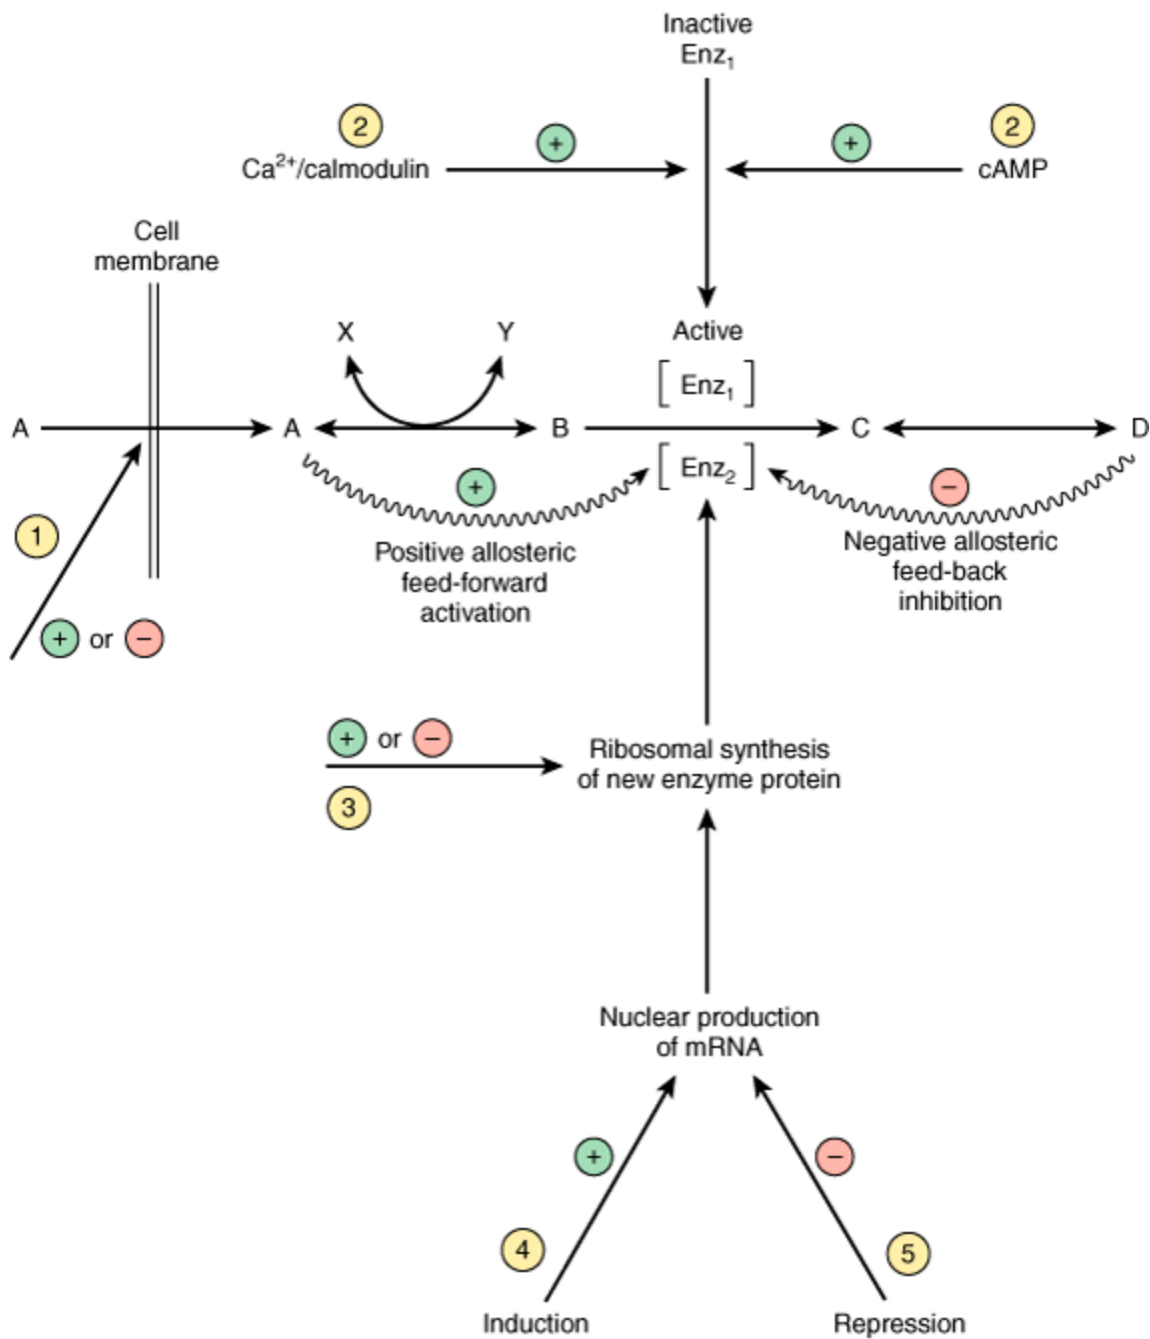 Inactive
Enz₁
2
2
+
+
Ca²⁺/calmodulin
cAMP
Cell
membrane
X
Y
Active
[ Enz₁ ]
A
A
B
C
D
[ Enz₂ ]
+
−
1
Positive allosteric
feed-forward
activation
Negative allosteric
feed-back
inhibition
+ or −
+ or −
3
Ribosomal synthesis
of new enzyme protein
Nuclear production
of mRNA
+
−
4
5
Induction
Repression